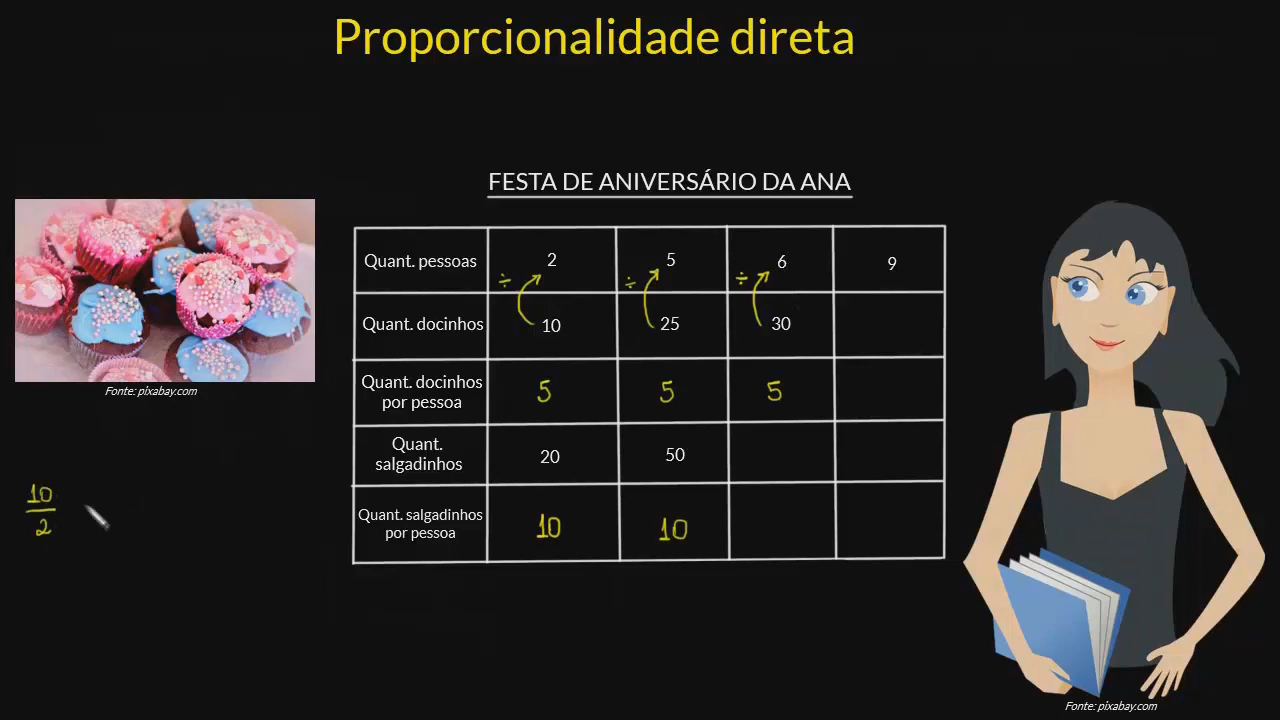 Proporcionalidade direta
FESTA DE ANIVERSÁRIO DA ANA
Quant. pessoas 2 5 6 9
÷ ÷ ÷
Quant. docinhos 10 25 30
Quant. docinhos
por pessoa 5 5 5
Quant.
salgadinhos 20 50
Quant. salgadinhos
por pessoa 10 10
Fonte: pixabay.com
10
2
Fonte: pixabay.com